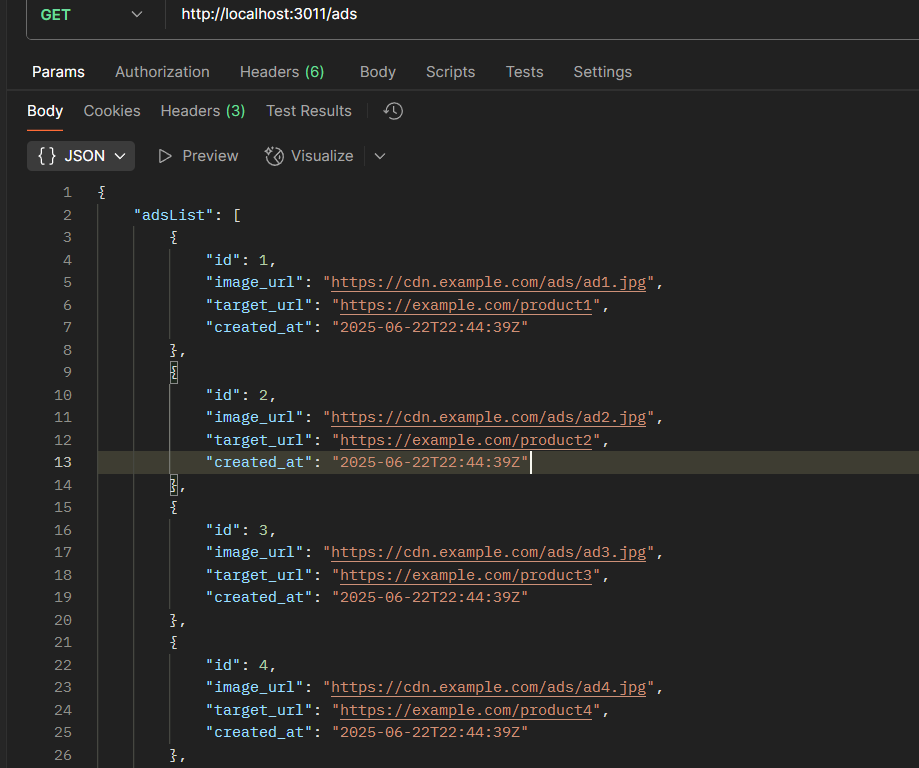 GET http://localhost:3011/ads
Params Authorization Headers (6) Body Scripts Tests Settings
Body Cookies Headers (3) Test Results
{} JSON Preview Visualize
1 {
2 "adsList": [
3 {
4 "id": 1,
5 "image_url": "https://cdn.example.com/ads/ad1.jpg",
6 "target_url": "https://example.com/product1",
7 "created_at": "2025-06-22T22:44:39Z"
8 },
9 {
10 "id": 2,
11 "image_url": "https://cdn.example.com/ads/ad2.jpg",
12 "target_url": "https://example.com/product2",
13 "created_at": "2025-06-22T22:44:39Z"
14 },
15 {
16 "id": 3,
17 "image_url": "https://cdn.example.com/ads/ad3.jpg",
18 "target_url": "https://example.com/product3",
19 "created_at": "2025-06-22T22:44:39Z"
20 },
21 {
22 "id": 4,
23 "image_url": "https://cdn.example.com/ads/ad4.jpg",
24 "target_url": "https://example.com/product4",
25 "created_at": "2025-06-22T22:44:39Z"
26 },